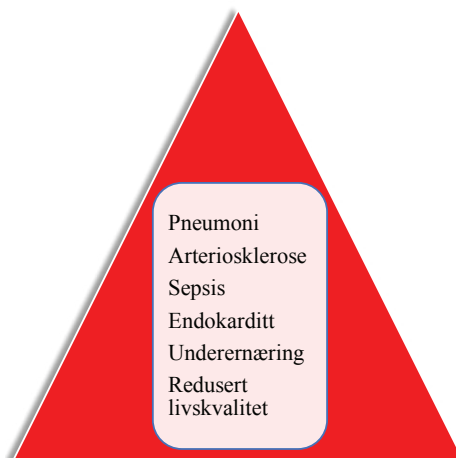 Pneumoni
Arteriosklerose
Sepsis
Endokarditt
Underernæring
Redusert
livskvalitet